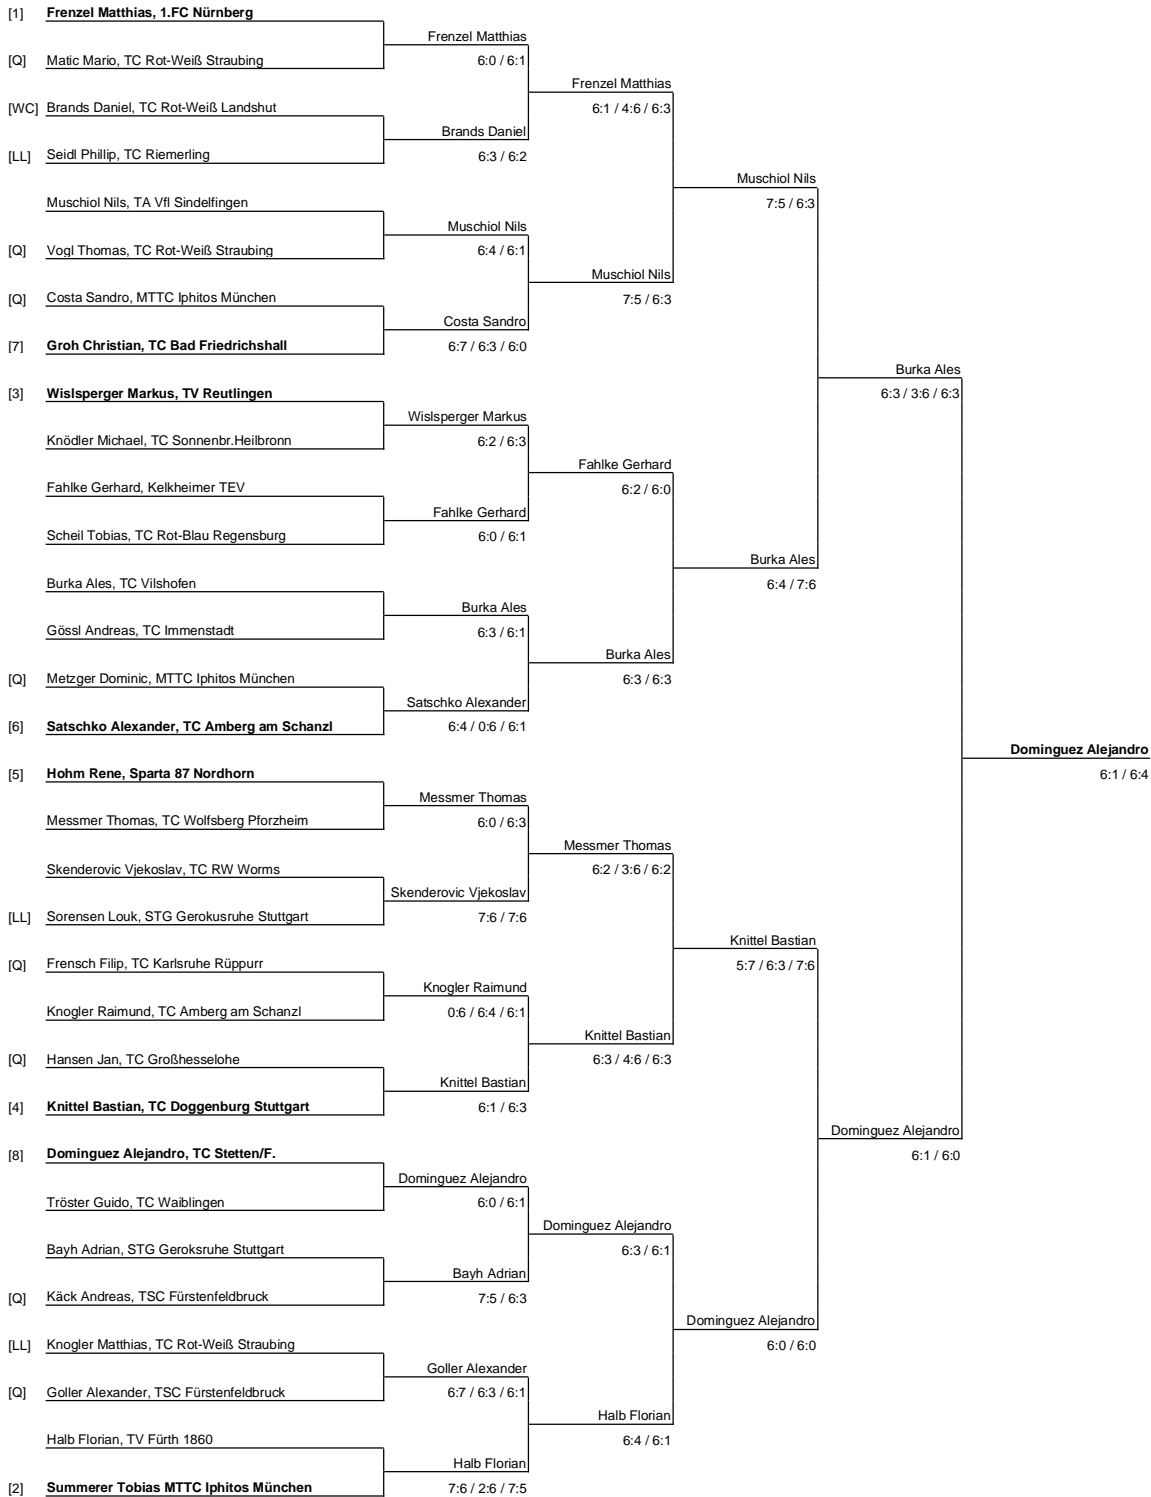 [1] Frenzel Matthias, 1.FC Nürnberg
Frenzel Matthias
[Q] Matic Mario, TC Rot-Weiß Straubing
6:0 / 6:1
Frenzel Matthias
[WC] Brands Daniel, TC Rot-Weiß Landshut
6:1 / 4:6 / 6:3
Brands Daniel
[LL] Seidl Phillip, TC Riemerling
6:3 / 6:2
Muschiol Nils
Muschiol Nils, TA Vfl Sindelfingen
7:5 / 6:3
Muschiol Nils
[Q] Vogl Thomas, TC Rot-Weiß Straubing
6:4 / 6:1
Muschiol Nils
[Q] Costa Sandro, MTTC Iphitos München
7:5 / 6:3
Costa Sandro
[7] Groh Christian, TC Bad Friedrichshall
6:7 / 6:3 / 6:0
Burka Ales
[3] Wislsperger Markus, TV Reutlingen
6:3 / 3:6 / 6:3
Wislsperger Markus
Knödler Michael, TC Sonnenbr.Heilbronn
6:2 / 6:3
Fahlke Gerhard
Fahlke Gerhard, Kelkheimer TEV
6:2 / 6:0
Fahlke Gerhard
Scheil Tobias, TC Rot-Blau Regensburg
6:0 / 6:1
Burka Ales
Burka Ales, TC Vilshofen
6:4 / 7:6
Burka Ales
Gössl Andreas, TC Immenstadt
6:3 / 6:1
Burka Ales
[Q] Metzger Dominic, MTTC Iphitos München
6:3 / 6:3
Satschko Alexander
[6] Satschko Alexander, TC Amberg am Schanzl
6:4 / 0:6 / 6:1
Dominguez Alejandro
[5] Hohm Rene, Sparta 87 Nordhorn
6:1 / 6:4
Messmer Thomas
Messmer Thomas, TC Wolfsberg Pforzheim
6:0 / 6:3
Messmer Thomas
Skenderovic Vjekoslav, TC RW Worms
6:2 / 3:6 / 6:2
Skenderovic Vjekoslav
[LL] Sorensen Louk, STG Gerokusruhe Stuttgart
7:6 / 7:6
Knittel Bastian
[Q] Frensch Filip, TC Karlsruhe Rüppurr
5:7 / 6:3 / 7:6
Knogler Raimund
Knogler Raimund, TC Amberg am Schanzl
0:6 / 6:4 / 6:1
Knittel Bastian
[Q] Hansen Jan, TC Großhesselohe
6:3 / 4:6 / 6:3
Knittel Bastian
[4] Knittel Bastian, TC Doggenburg Stuttgart
6:1 / 6:3
Dominguez Alejandro
[8] Dominguez Alejandro, TC Stetten/F.
6:1 / 6:0
Dominguez Alejandro
Tröster Guido, TC Waiblingen
6:0 / 6:1
Dominguez Alejandro
Bayh Adrian, STG Geroksruhe Stuttgart
6:3 / 6:1
Bayh Adrian
[Q] Käck Andreas, TSC Fürstenfeldbruck
7:5 / 6:3
Dominguez Alejandro
[LL] Knogler Matthias, TC Rot-Weiß Straubing
6:0 / 6:0
Goller Alexander
[Q] Goller Alexander, TSC Fürstenfeldbruck
6:7 / 6:3 / 6:1
Halb Florian
Halb Florian, TV Fürth 1860
6:4 / 6:1
Halb Florian
[2] Summerer Tobias MTTC Iphitos München
7:6 / 2:6 / 7:5